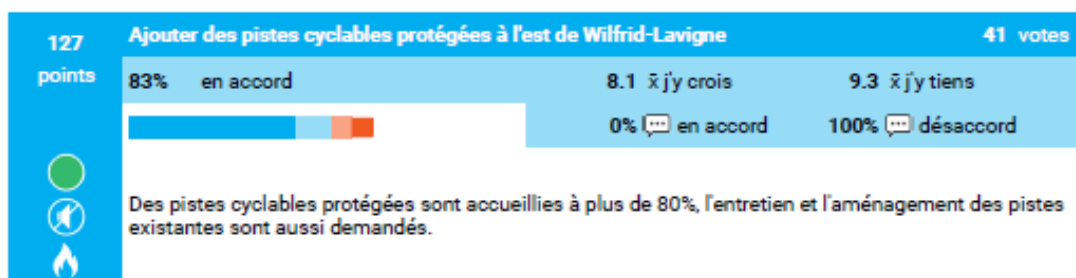 127 points
Ajouter des pistes cyclables protégées à l'est de Wilfrid-Lavigne 41 votes
83% en accord 8.1 x̄ j'y crois 9.3 x̄ j'y tiens
0% en accord 100% désaccord
Des pistes cyclables protégées sont accueillies à plus de 80%, l'entretien et l'aménagement des pistes
existantes sont aussi demandés.